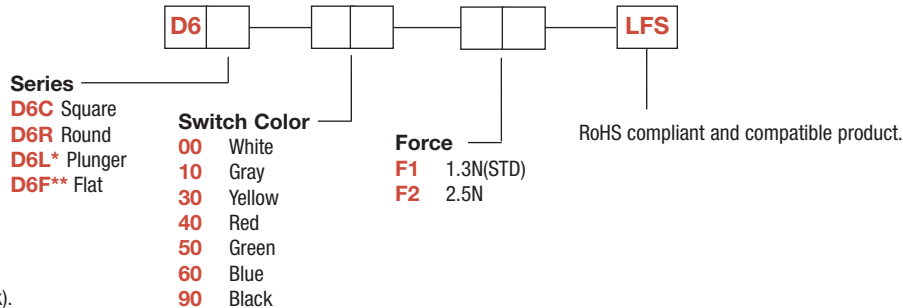 D6
LFS
Series
D6C Square
D6R Round
D6L* Plunger
D6F** Flat
Switch Color
00 White
10 Gray
30 Yellow
40 Red
50 Green
60 Blue
90 Black
Force
F1 1.3N(STD)
F2 2.5N
RoHS compliant and compatible product.
).